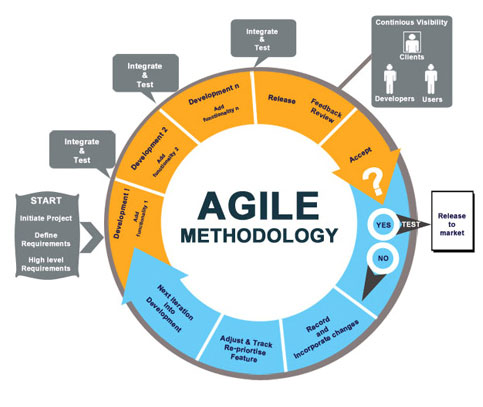 Continious Visibility
Clients
Developers
Users
Integrate
&
Test
Integrate
&
Test
Integrate
&
Test
START
Initiate Project
Define
Requirements
High level
Requirements
Development 1
Add
functionality 1
Development 2
Add
functionality 2
Development n
Add
functionality n
Release
Feedback
Review
Accept
?
YES
TEST
Release to
market
NO
Record
and
Incorporate changes
Adjust & Track
Re-priortise
Feature
Next Iteration
into
Development
AGILE
METHODOLOGY